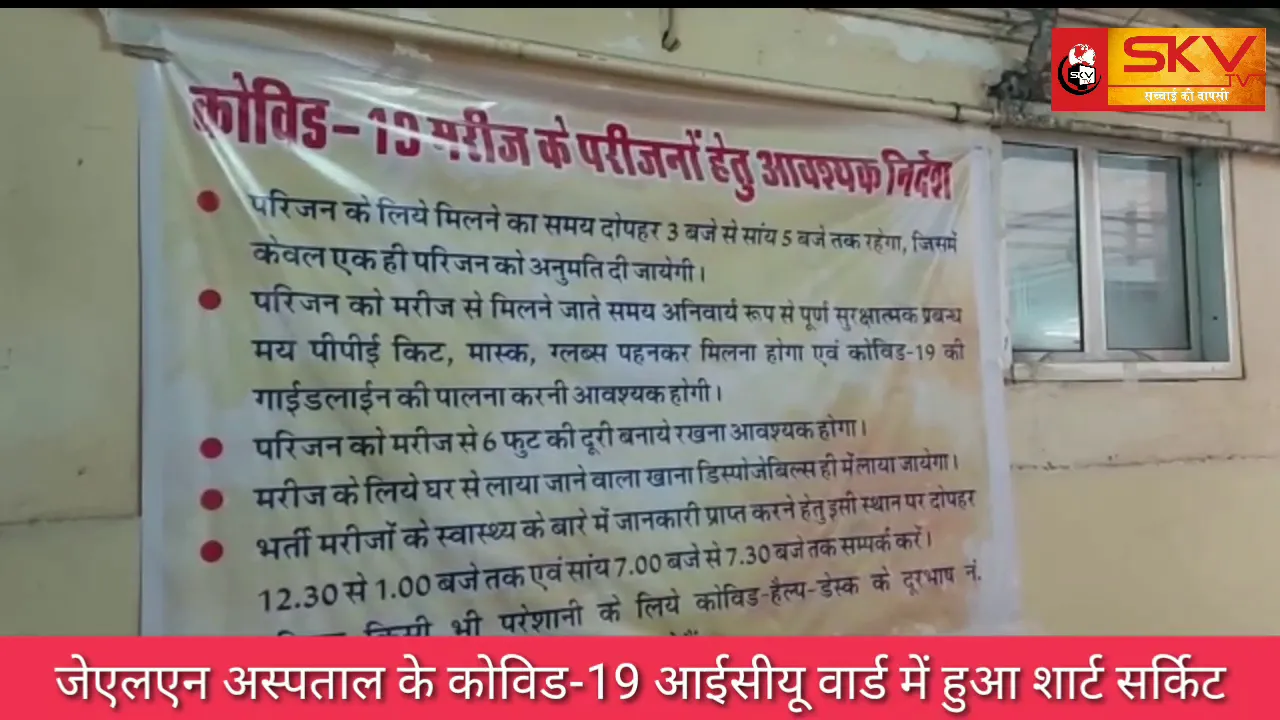 SKV
SKV
TV
सच्चाई की वापसी
कोविड – 19 मरीज के परीजनों हेतु आवश्यक निर्देश
परिजन के लिये मिलने का समय दोपहर 3 बजे से सांय 5 बजे तक रहेगा, जिसमें
केवल एक ही परिजन को अनुमति दी जायेगी।
परिजन को मरीज से मिलने जाते समय अनिवार्य रूप से पूर्ण सुरक्षात्मक प्रबन्ध
मय पीपीई किट, मास्क, ग्लब्स पहनकर मिलना होगा एवं कोविड-19 की
गाईडलाईन की पालना करनी आवश्यक होगी।
परिजन को मरीज से 6 फुट की दूरी बनाये रखना आवश्यक होगा।
मरीज के लिये घर से लाया जाने वाला खाना डिस्पोजेबिल्स ही में लाया जायेगा।
भर्ती मरीजों के स्वास्थ्य के बारे में जानकारी प्राप्त करने हेतु इसी स्थान पर दोपहर
12.30 से 1.00 बजे तक एवं सांय 7.00 बजे से 7.30 बजे तक सम्पर्क करें।
किसी भी परेशानी के लिये कोविड-हैल्प-डेस्क के दूरभाष नं.
जेएलएन अस्पताल के कोविड-19 आईसीयू वार्ड में हुआ शार्ट सर्किट